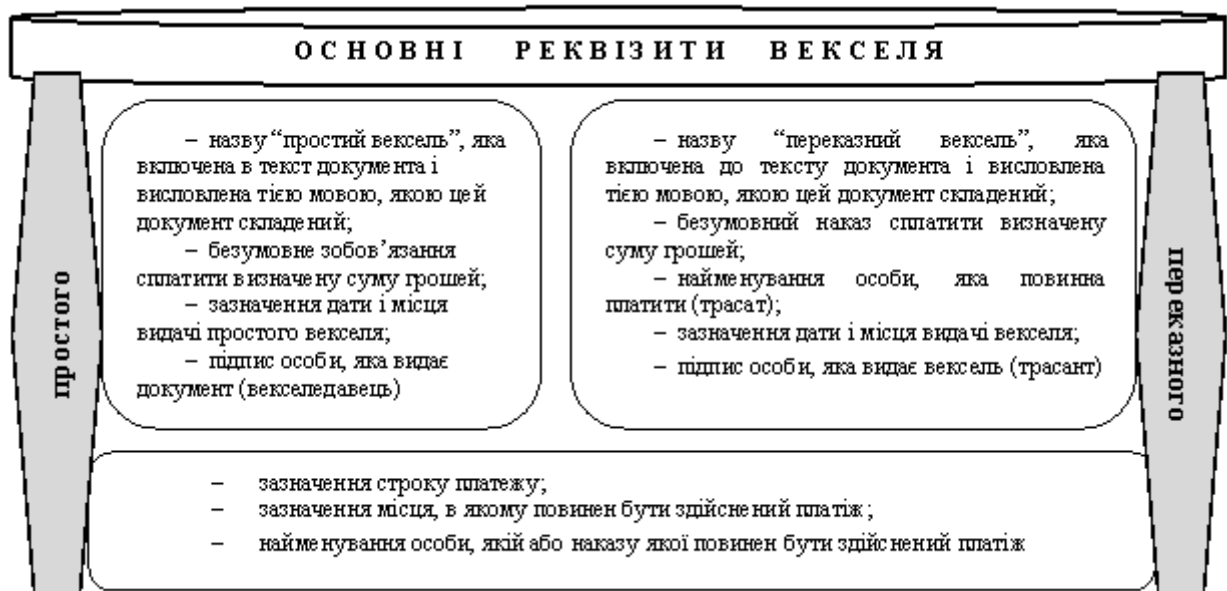 ОСНОВНІ РЕКВІЗИТИ ВЕКСЕЛЯ
простого
– назву “простий вексель”, яка
включена в текст документа і
висловлена тією мовою, якою цей
документ складений;
– безумовне зобов’язання
сплатити визначену суму грошей;
– зазначення дати і місця
видачі простого векселя;
– підпис особи, яка видає
документ (векселедавець)
– назву “переказний вексель”, яка
включена до тексту документа і висловлена
тією мовою, якою цей документ складений;
– безумовний наказ сплатити визначену
суму грошей;
– найменування особи, яка повинна
платити (трасат);
– зазначення дати і місця видачі векселя;
– підпис особи, яка видає вексель (трасант)
переказного
– зазначення строку платежу;
– зазначення місця, в якому повинен бути здійснений платіж;
– найменування особи, якій або наказу якої повинен бути здійснений платіж